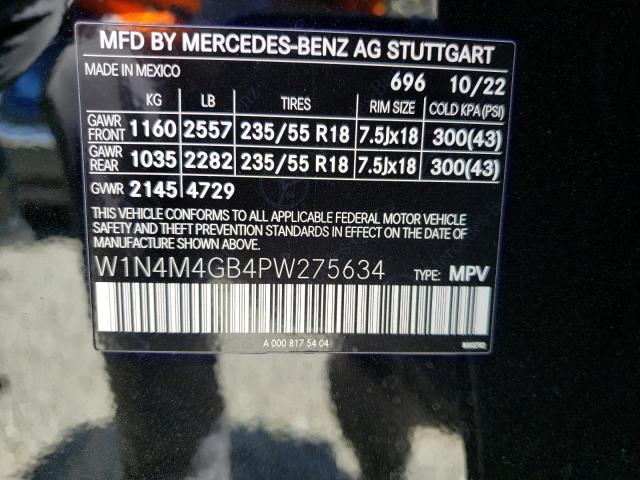 MFD BY MERCEDES-BENZ AG STUTTGART
MADE IN MEXICO 696 10/22
KG LB TIRES RIM SIZE COLD KPA(PSI)
GAWR FRONT 1160 2557 235/55 R18 7.5Jx18 300(43)
GAWR REAR 1035 2282 235/55 R18 7.5Jx18 300(43)
GVWR 2145 4729
THIS VEHICLE CONFORMS TO ALL APPLICABLE FEDERAL MOTOR VEHICLE
SAFETY AND THEFT PREVENTION STANDARDS IN EFFECT ON THE DATE
OF MANUFACTURE SHOWN ABOVE.
W1N4M4GB4PW275634 TYPE: MPV
A 000 817 54 04